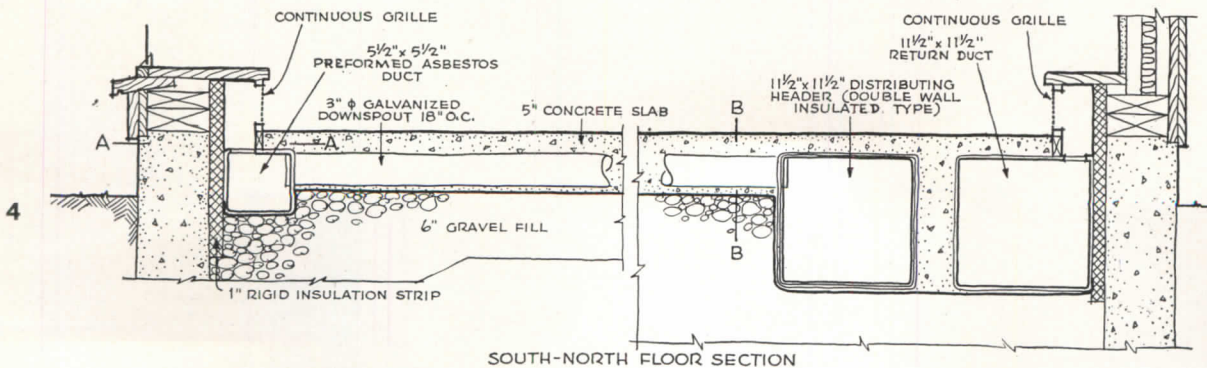 CONTINUOUS GRILLE
5½" x 5½"
PREFORMED ASBESTOS
DUCT
3" ϕ GALVANIZED
DOWNSPOUT 18" O.C.
5" CONCRETE SLAB
B
11½" x 11½" DISTRIBUTING
HEADER (DOUBLE WALL
INSULATED TYPE)
CONTINUOUS GRILLE
11½" x 11½"
RETURN DUCT
A
A
4
6" GRAVEL FILL
B
1" RIGID INSULATION STRIP
SOUTH-NORTH FLOOR SECTION